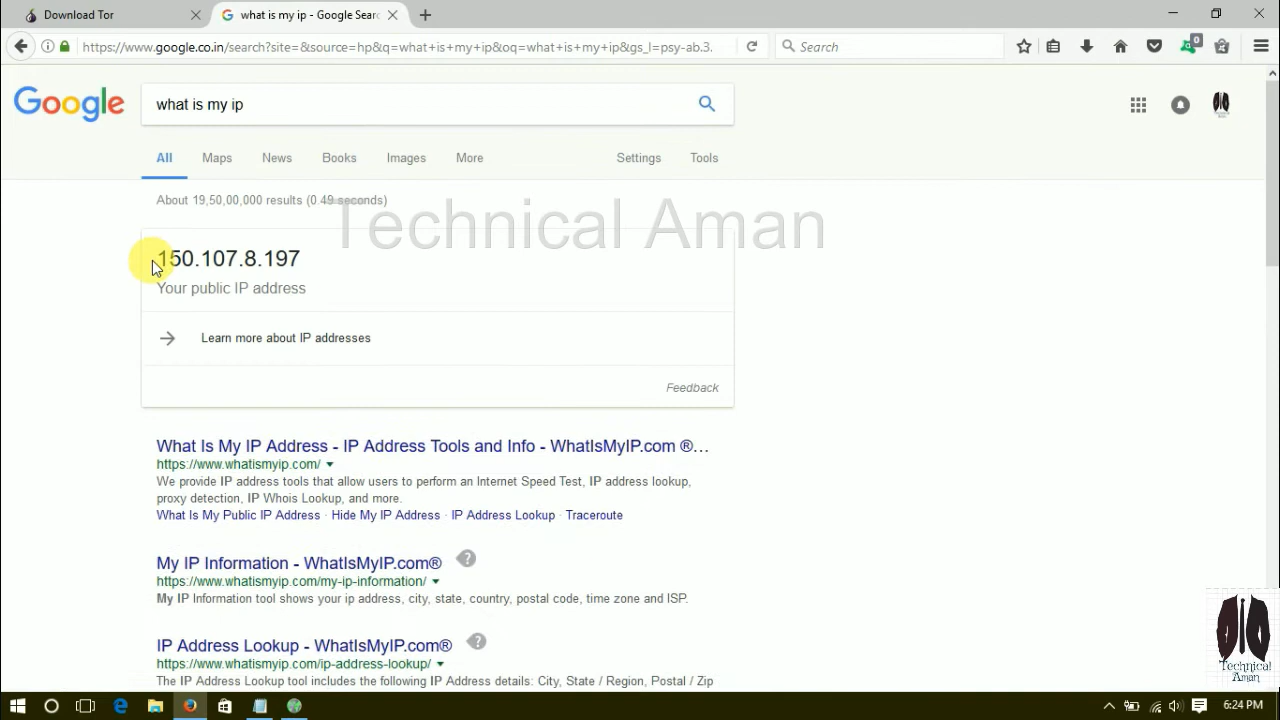 Download Tor
what is my ip - Google Sear
https://www.google.co.in/search?site=&source=hp&q=what+is+my+ip&oq=what+is+my+ip&gs_l=psy-ab.3.
Search
0
Google
what is my ip
All Maps News Books Images More Settings Tools
About 19,50,00,000 results (0.49 seconds)
Technical Aman
150.107.8.197
Your public IP address
Learn more about IP addresses
Feedback
What Is My IP Address - IP Address Tools and Info - WhatIsMyIP.com ®…
https://www.whatismyip.com/
We provide IP address tools that allow users to perform an Internet Speed Test, IP address lookup,
proxy detection, IP Whois Lookup, and more.
What Is My Public IP Address · Hide My IP Address · IP Address Lookup · Traceroute
My IP Information - WhatIsMyIP.com®
https://www.whatismyip.com/my-ip-information/
My IP Information tool shows your ip address, city, state, country, postal code, time zone and ISP.
IP Address Lookup - WhatIsMyIP.com®
https://www.whatismyip.com/ip-address-lookup/
The IP Address Lookup tool includes the following IP Address details: City, State / Region, Postal / Zip
Technical
Aman
6:24 PM